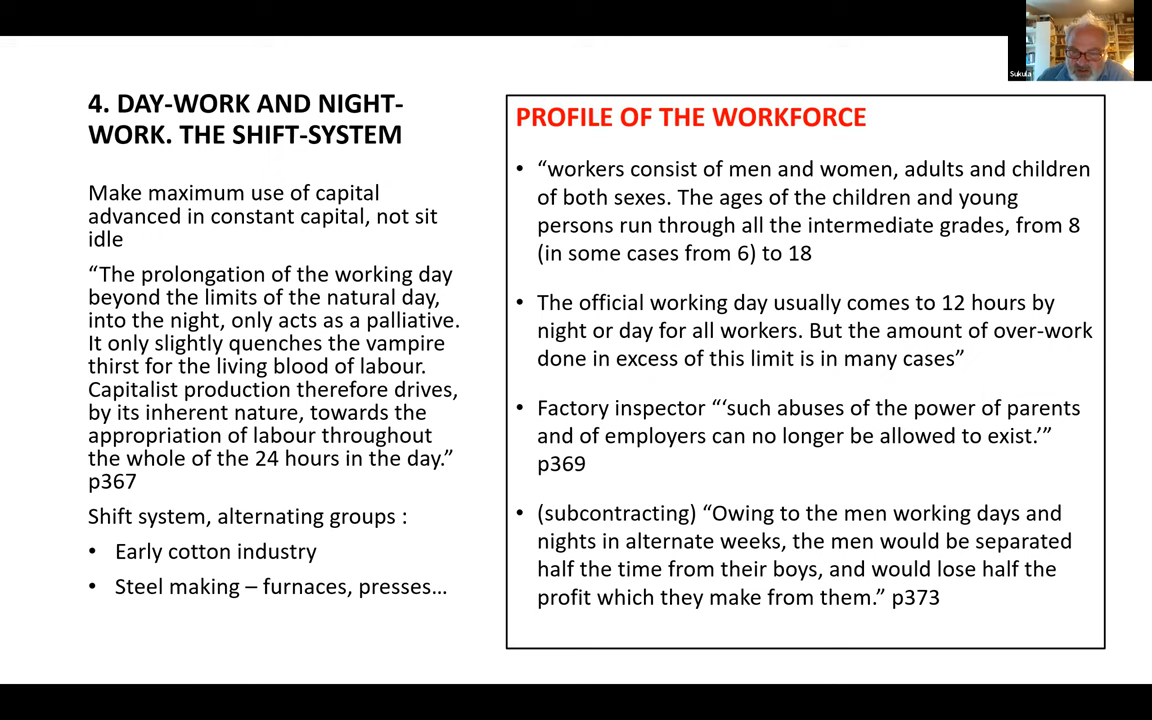 Sukula
4. DAY-WORK AND NIGHT-
WORK. THE SHIFT-SYSTEM
Make maximum use of capital
advanced in constant capital, not sit
idle
“The prolongation of the working day
beyond the limits of the natural day,
into the night, only acts as a palliative.
It only slightly quenches the vampire
thirst for the living blood of labour.
Capitalist production therefore drives,
by its inherent nature, towards the
appropriation of labour throughout
the whole of the 24 hours in the day.”
p367
Shift system, alternating groups :
• Early cotton industry
• Steel making – furnaces, presses…
PROFILE OF THE WORKFORCE
• “workers consist of men and women, adults and children
of both sexes. The ages of the children and young
persons run through all the intermediate grades, from 8
(in some cases from 6) to 18
• The official working day usually comes to 12 hours by
night or day for all workers. But the amount of over-work
done in excess of this limit is in many cases”
• Factory inspector “‘such abuses of the power of parents
and of employers can no longer be allowed to exist.’”
p369
• (subcontracting) “Owing to the men working days and
nights in alternate weeks, the men would be separated
half the time from their boys, and would lose half the
profit which they make from them.” p373